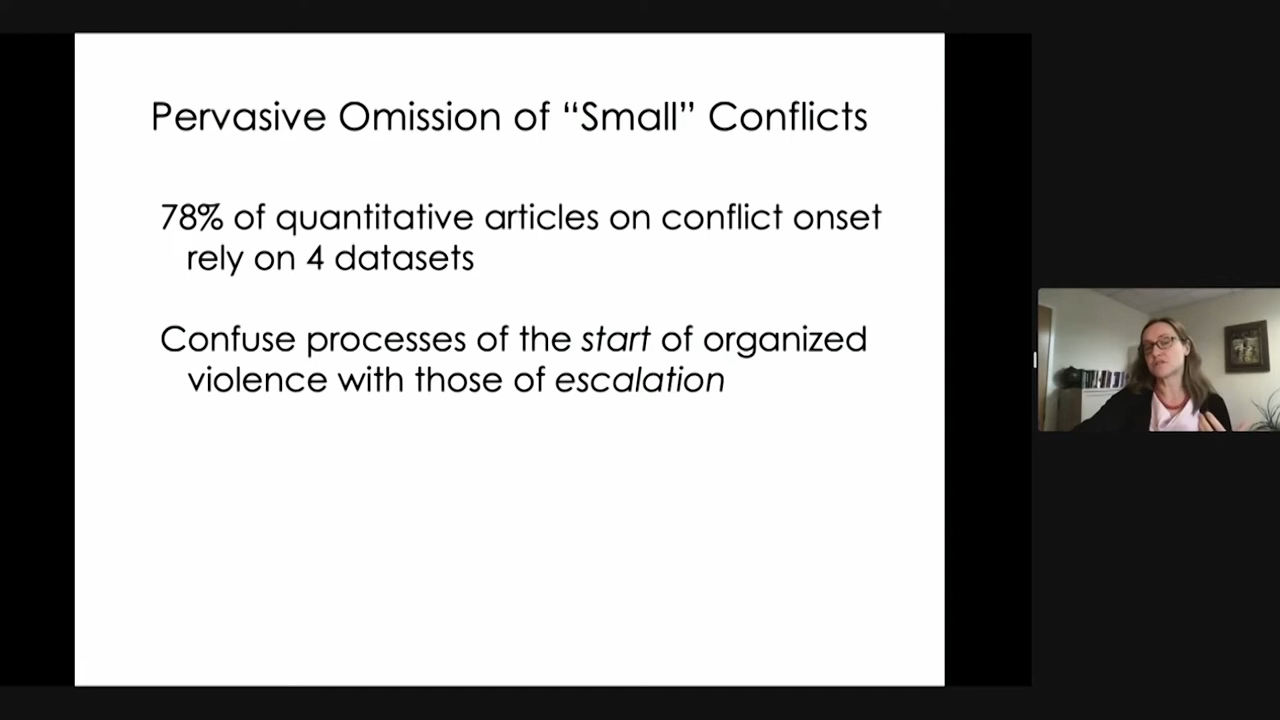 Pervasive Omission of “Small” Conflicts
78% of quantitative articles on conflict onset
rely on 4 datasets
Confuse processes of the start of organized
violence with those of escalation